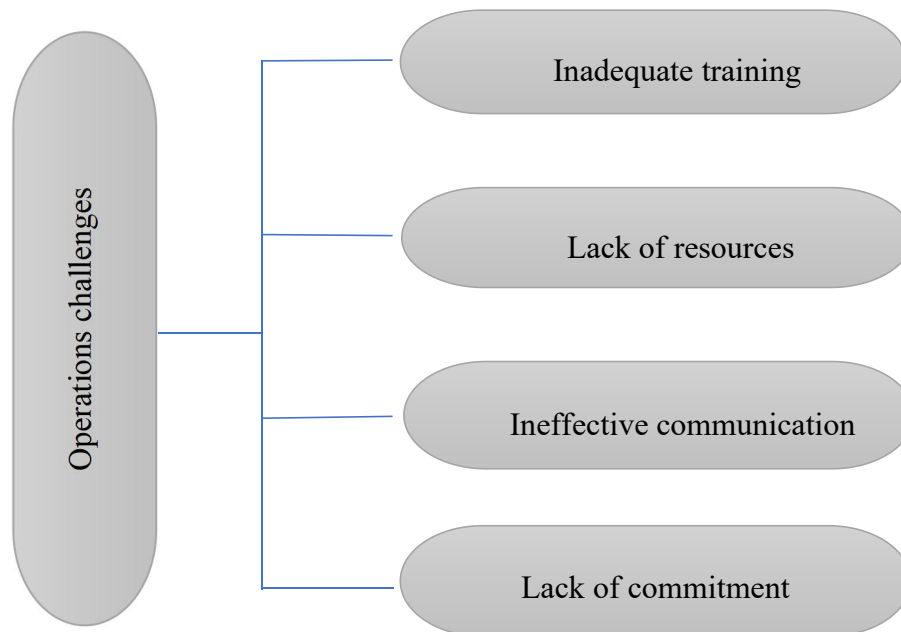 Operations challenges
Inadequate training
Lack of resources
Ineffective communication
Lack of commitment